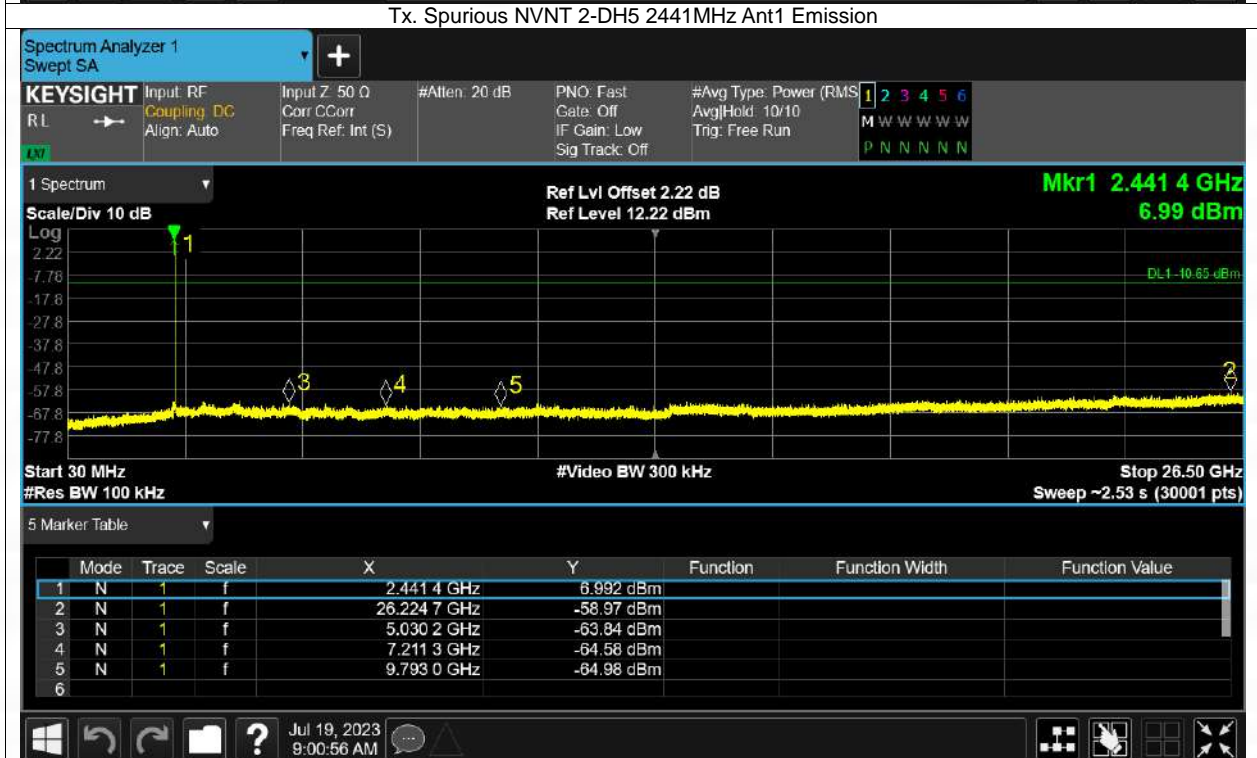 Tx. Spurious NVNT 2-DH5 2441MHz Ant1 Emission
Spectrum Analyzer 1
Swept SA
+
KEYSIGHT Input: RF Input Z: 50 Ω #Atten: 20 dB PNO: Fast #Avg Type: Power (RMS 1 2 3 4 5 6
RL Coupling: DC Corr CCorr Gate: Off Avg|Hold: 10/10 M W W W W W
Align: Auto Freq Ref: Int (S) IF Gain: Low Trig: Free Run
LXI Sig Track: Off P N N N N N
1 Spectrum Ref Lvl Offset 2.22 dB Mkr1 2.441 4 GHz
Scale/Div 10 dB Ref Level 12.22 dBm 6.99 dBm
Log
1
2.22
-7.78
DL1 -10.65 dBm
-17.8
-27.8
-37.8
-47.8
3 4 5 2
-57.8
-67.8
-77.8
Start 30 MHz #Video BW 300 kHz Stop 26.50 GHz
#Res BW 100 kHz Sweep ~2.53 s (30001 pts)
5 Marker Table
Mode Trace Scale X Y Function Function Width Function Value
1 N 1 f 2.441 4 GHz 6.992 dBm
2 N 1 f 26.224 7 GHz -58.97 dBm
3 N 1 f 5.030 2 GHz -63.84 dBm
4 N 1 f 7.211 3 GHz -64.58 dBm
5 N 1 f 9.793 0 GHz -64.98 dBm
6
? Jul 19, 2023
9:00:56 AM